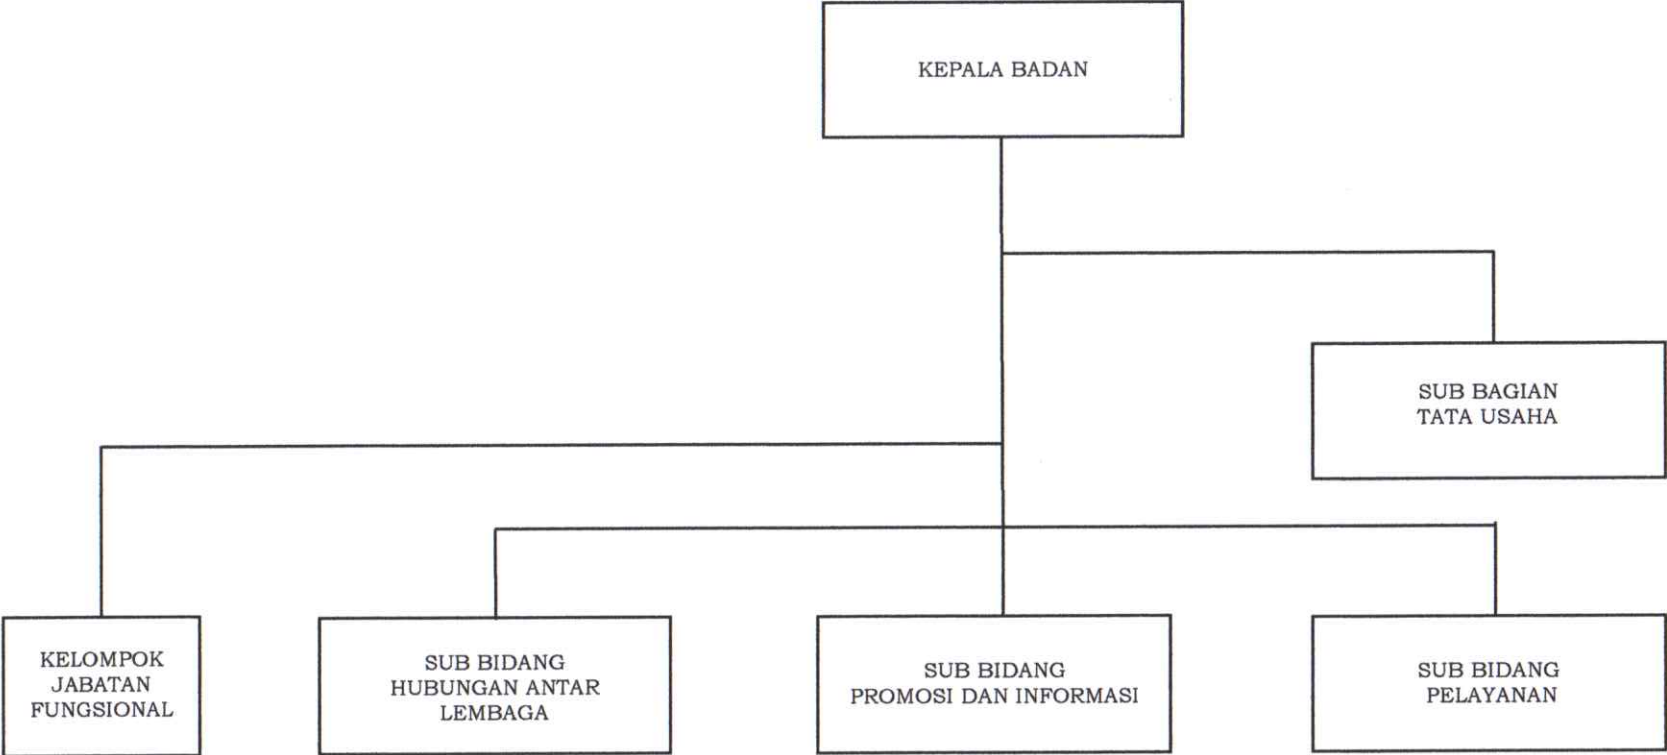 KEPALA BADAN
SUB BAGIAN
TATA USAHA
KELOMPOK
JABATAN
FUNGSIONAL
SUB BIDANG
HUBUNGAN ANTAR
LEMBAGA
SUB BIDANG
PROMOSI DAN INFORMASI
SUB BIDANG
PELAYANAN